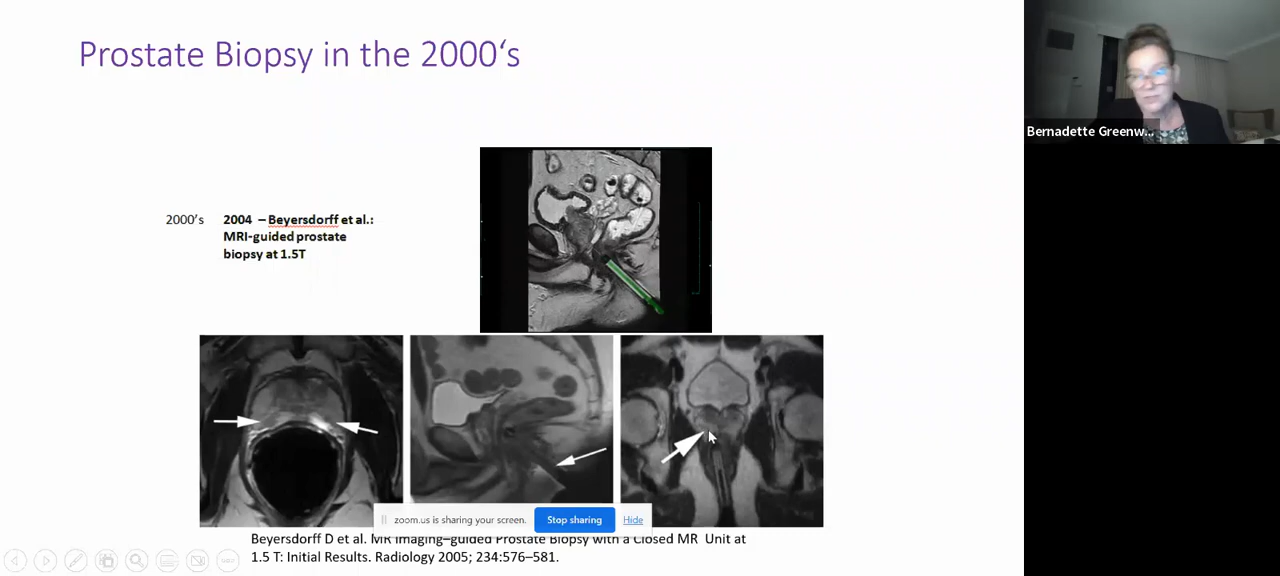 Prostate Biopsy in the 2000‘s
Bernadette Greenw...
2000’s
2004 – Beyersdorff et al.:
MRI-guided prostate
biopsy at 1.5T
zoom.us is sharing your screen.
Stop sharing
Hide
Beyersdorff D et al. MR Imaging–guided Prostate Biopsy with a Closed MR Unit at
1.5 T: Initial Results. Radiology 2005; 234:576–581.